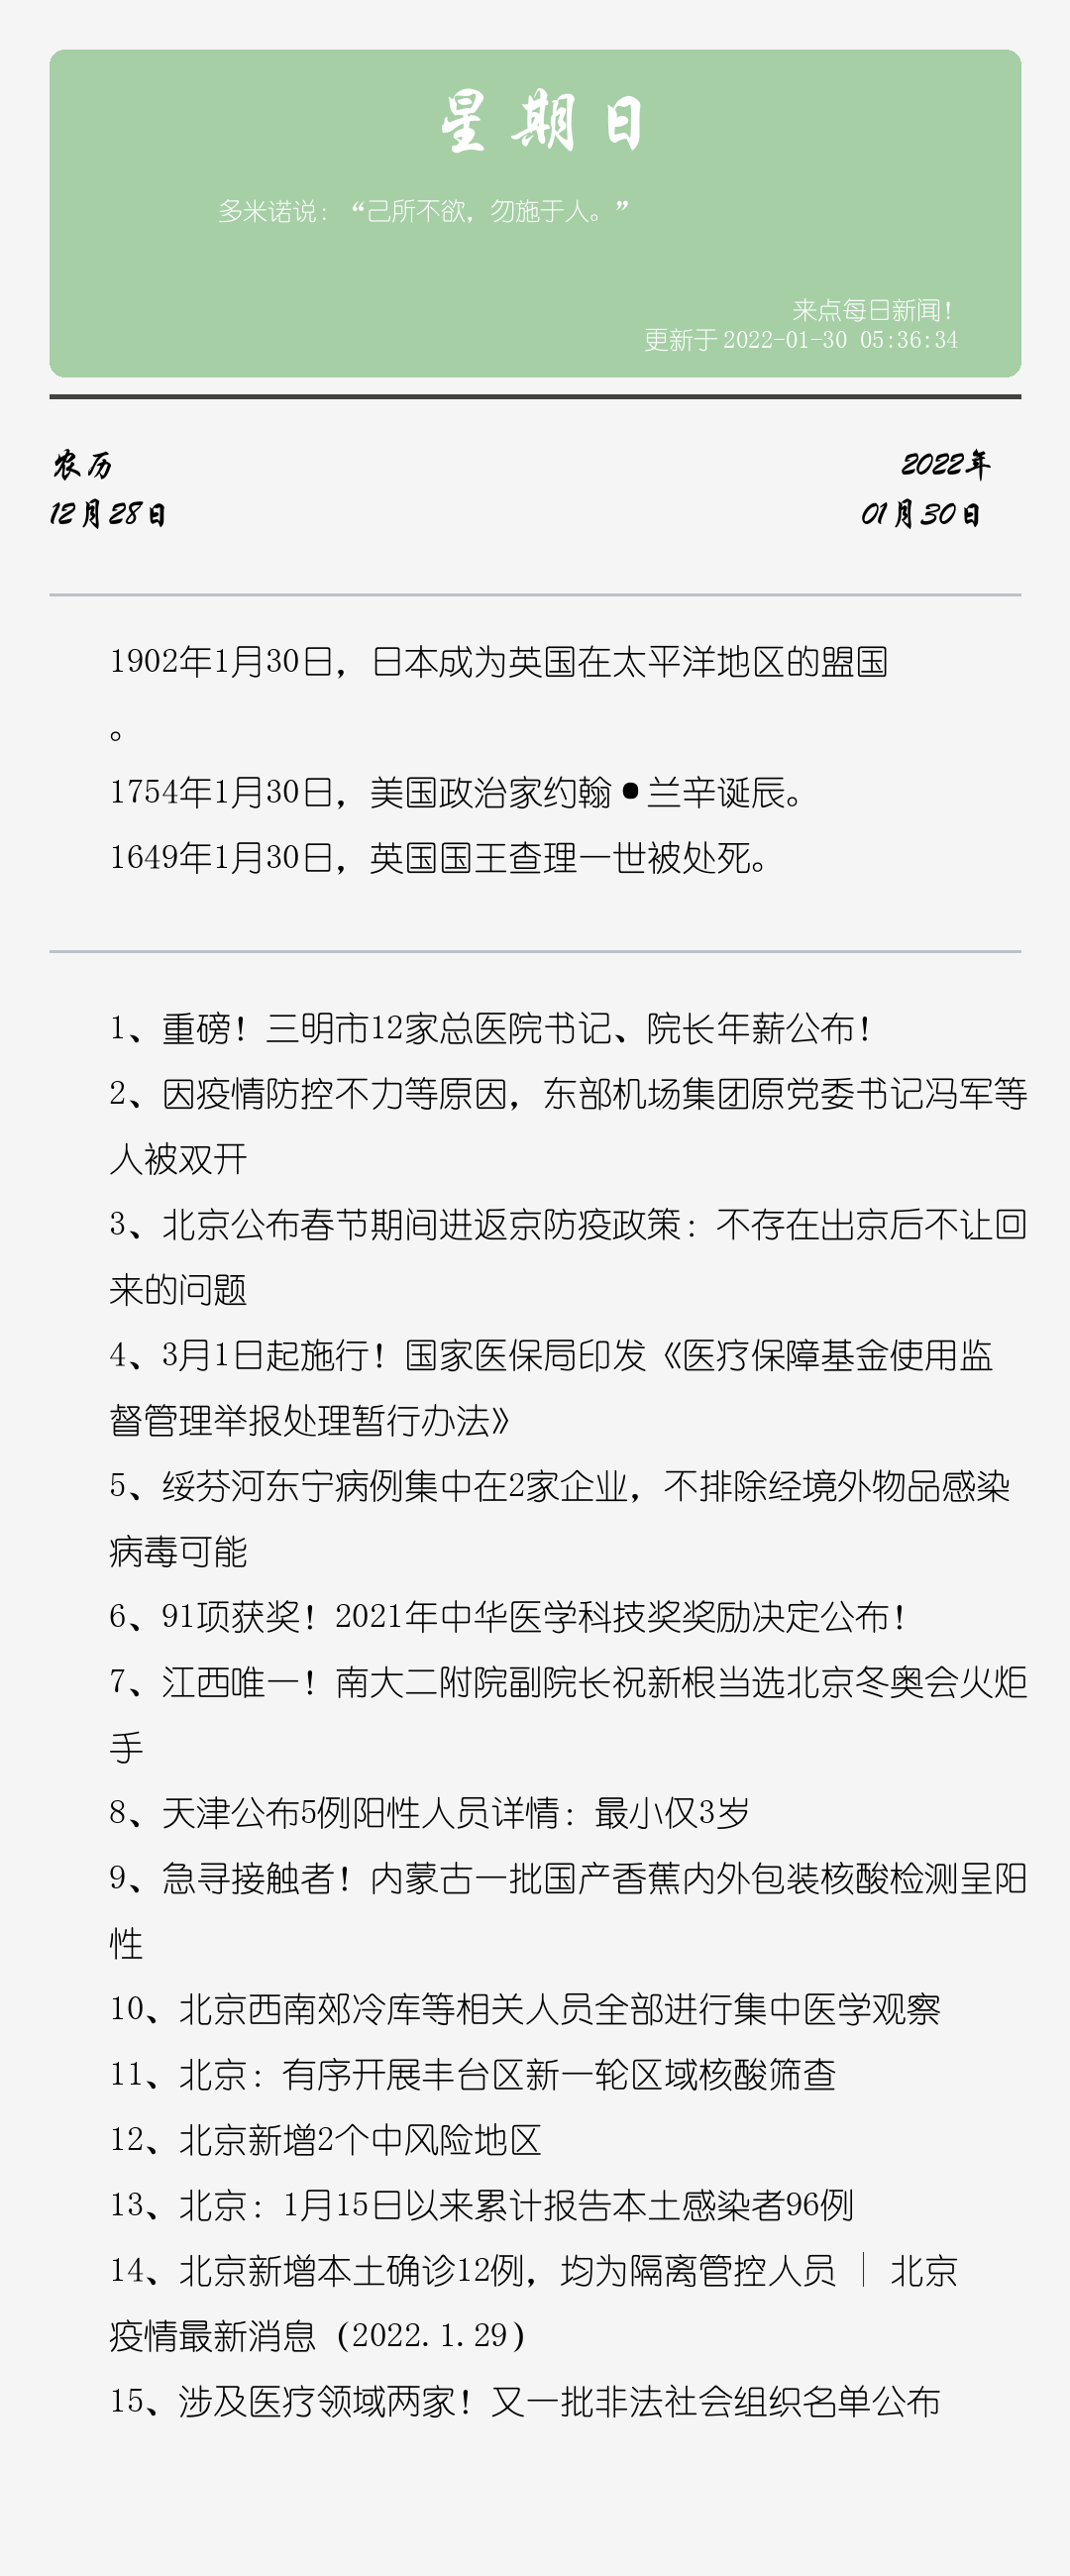 星期日
多米诺说：“己所不欲，勿施于人。”
来点每日新闻！
更新于2022-01-30 05:36:34
农历
2022年
12月28日
01月30日
1902年1月30日，日本成为英国在太平洋地区的盟国
。
1754年1月30日，美国政治家约翰•兰辛诞辰。
1649年1月30日，英国国王查理一世被处死。
1、重磅！三明市12家总医院书记、院长年薪公布！
2、因疫情防控不力等原因，东部机场集团原党委书记冯军等
人被双开
3、北京公布春节期间进返京防疫政策：不存在出京后不让回
来的问题
4、3月1日起施行！国家医保局印发《医疗保障基金使用监
督管理举报处理暂行办法》
5、绥芬河东宁病例集中在2家企业，不排除经境外物品感染
病毒可能
6、91项获奖！2021年中华医学科技奖奖励决定公布！
7、江西唯一！南大二附院副院长祝新根当选北京冬奥会火炬
手
8、天津公布5例阳性人员详情：最小仅3岁
9、急寻接触者！内蒙古一批国产香蕉内外包装核酸检测呈阳
性
10、北京西南郊冷库等相关人员全部进行集中医学观察
11、北京：有序开展丰台区新一轮区域核酸筛查
12、北京新增2个中风险地区
13、北京：1月15日以来累计报告本土感染者96例
14、北京新增本土确诊12例，均为隔离管控人员 ｜ 北京
疫情最新消息（2022.1.29）
15、涉及医疗领域两家！又一批非法社会组织名单公布